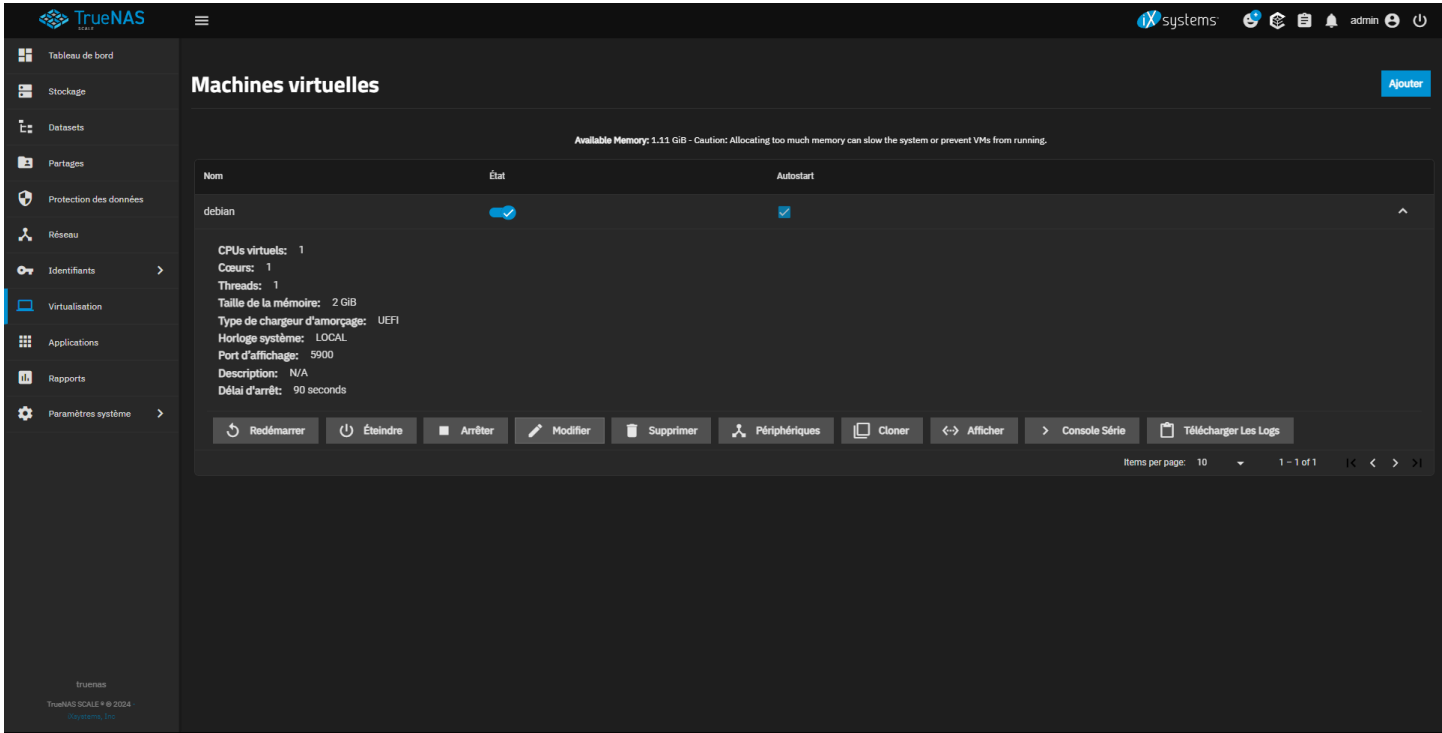 TrueNAS
SCALE
iX systems
admin
Tableau de bord
Stockage
Datasets
Partages
Protection des données
Réseau
Identifiants
Virtualisation
Applications
Rapports
Paramètres système
truenas
TrueNAS SCALE ® © 2024
iXsystems, Inc
Machines virtuelles
Ajouter
Available Memory: 1.11 GiB - Caution: Allocating too much memory can slow the system or prevent VMs from running.
Nom État Autostart
debian
CPUs virtuels: 1
Cœurs: 1
Threads: 1
Taille de la mémoire: 2 GiB
Type de chargeur d'amorçage: UEFI
Horloge système: LOCAL
Port d'affichage: 5900
Description: N/A
Délai d'arrêt: 90 seconds
Redémarrer Éteindre Arrêter Modifier Supprimer Périphériques Cloner Afficher Console Série Télécharger Les Logs
Items per page: 10 1 – 1 of 1